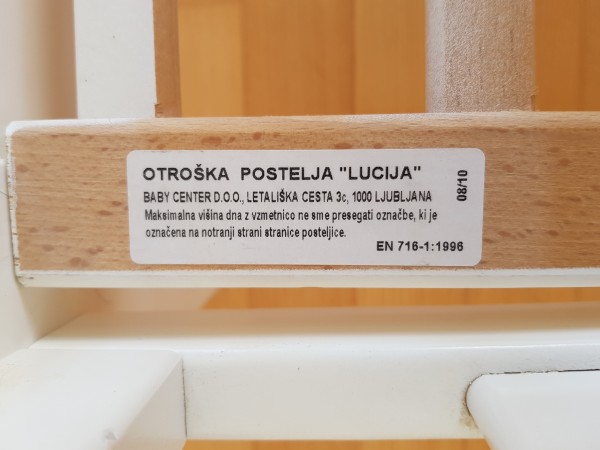 OTROŠKA POSTELJA "LUCIJA"
BABY CENTER D.O.O., LETALIŠKA CESTA 3c, 1000 LJUBLJANA
Maksimalna višina dna z vzmetnico ne sme presegati označbe, ki je
označena na notranji strani stranice posteljice.
EN 716-1:1996
08/10